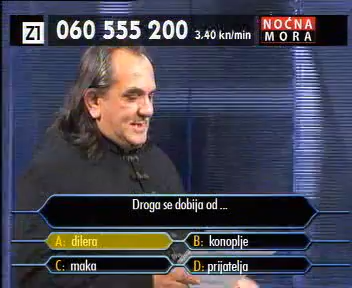 Z1 060 555 200 3.40 kn/min NOĆNA
MORA
Droga se dobija od ...
A: dilera B: konoplje
C: maka D: prijatelja